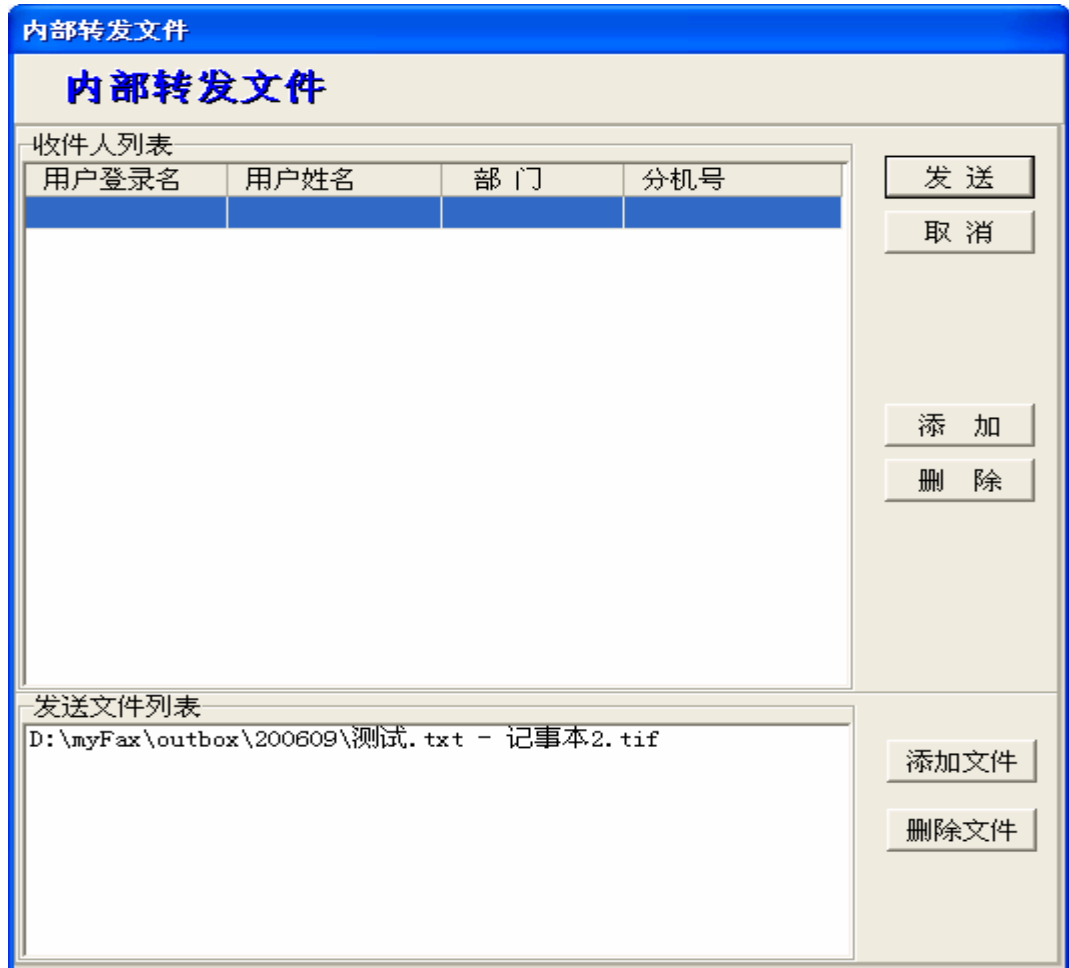 内部转发文件
内部转发文件
收件人列表
用户登录名 用户姓名 部 门 分机号
发 送
取 消
添 加
删 除
发送文件列表
D:\myFax\outbox\200609\测试.txt - 记事本2.tif
添加文件
删除文件